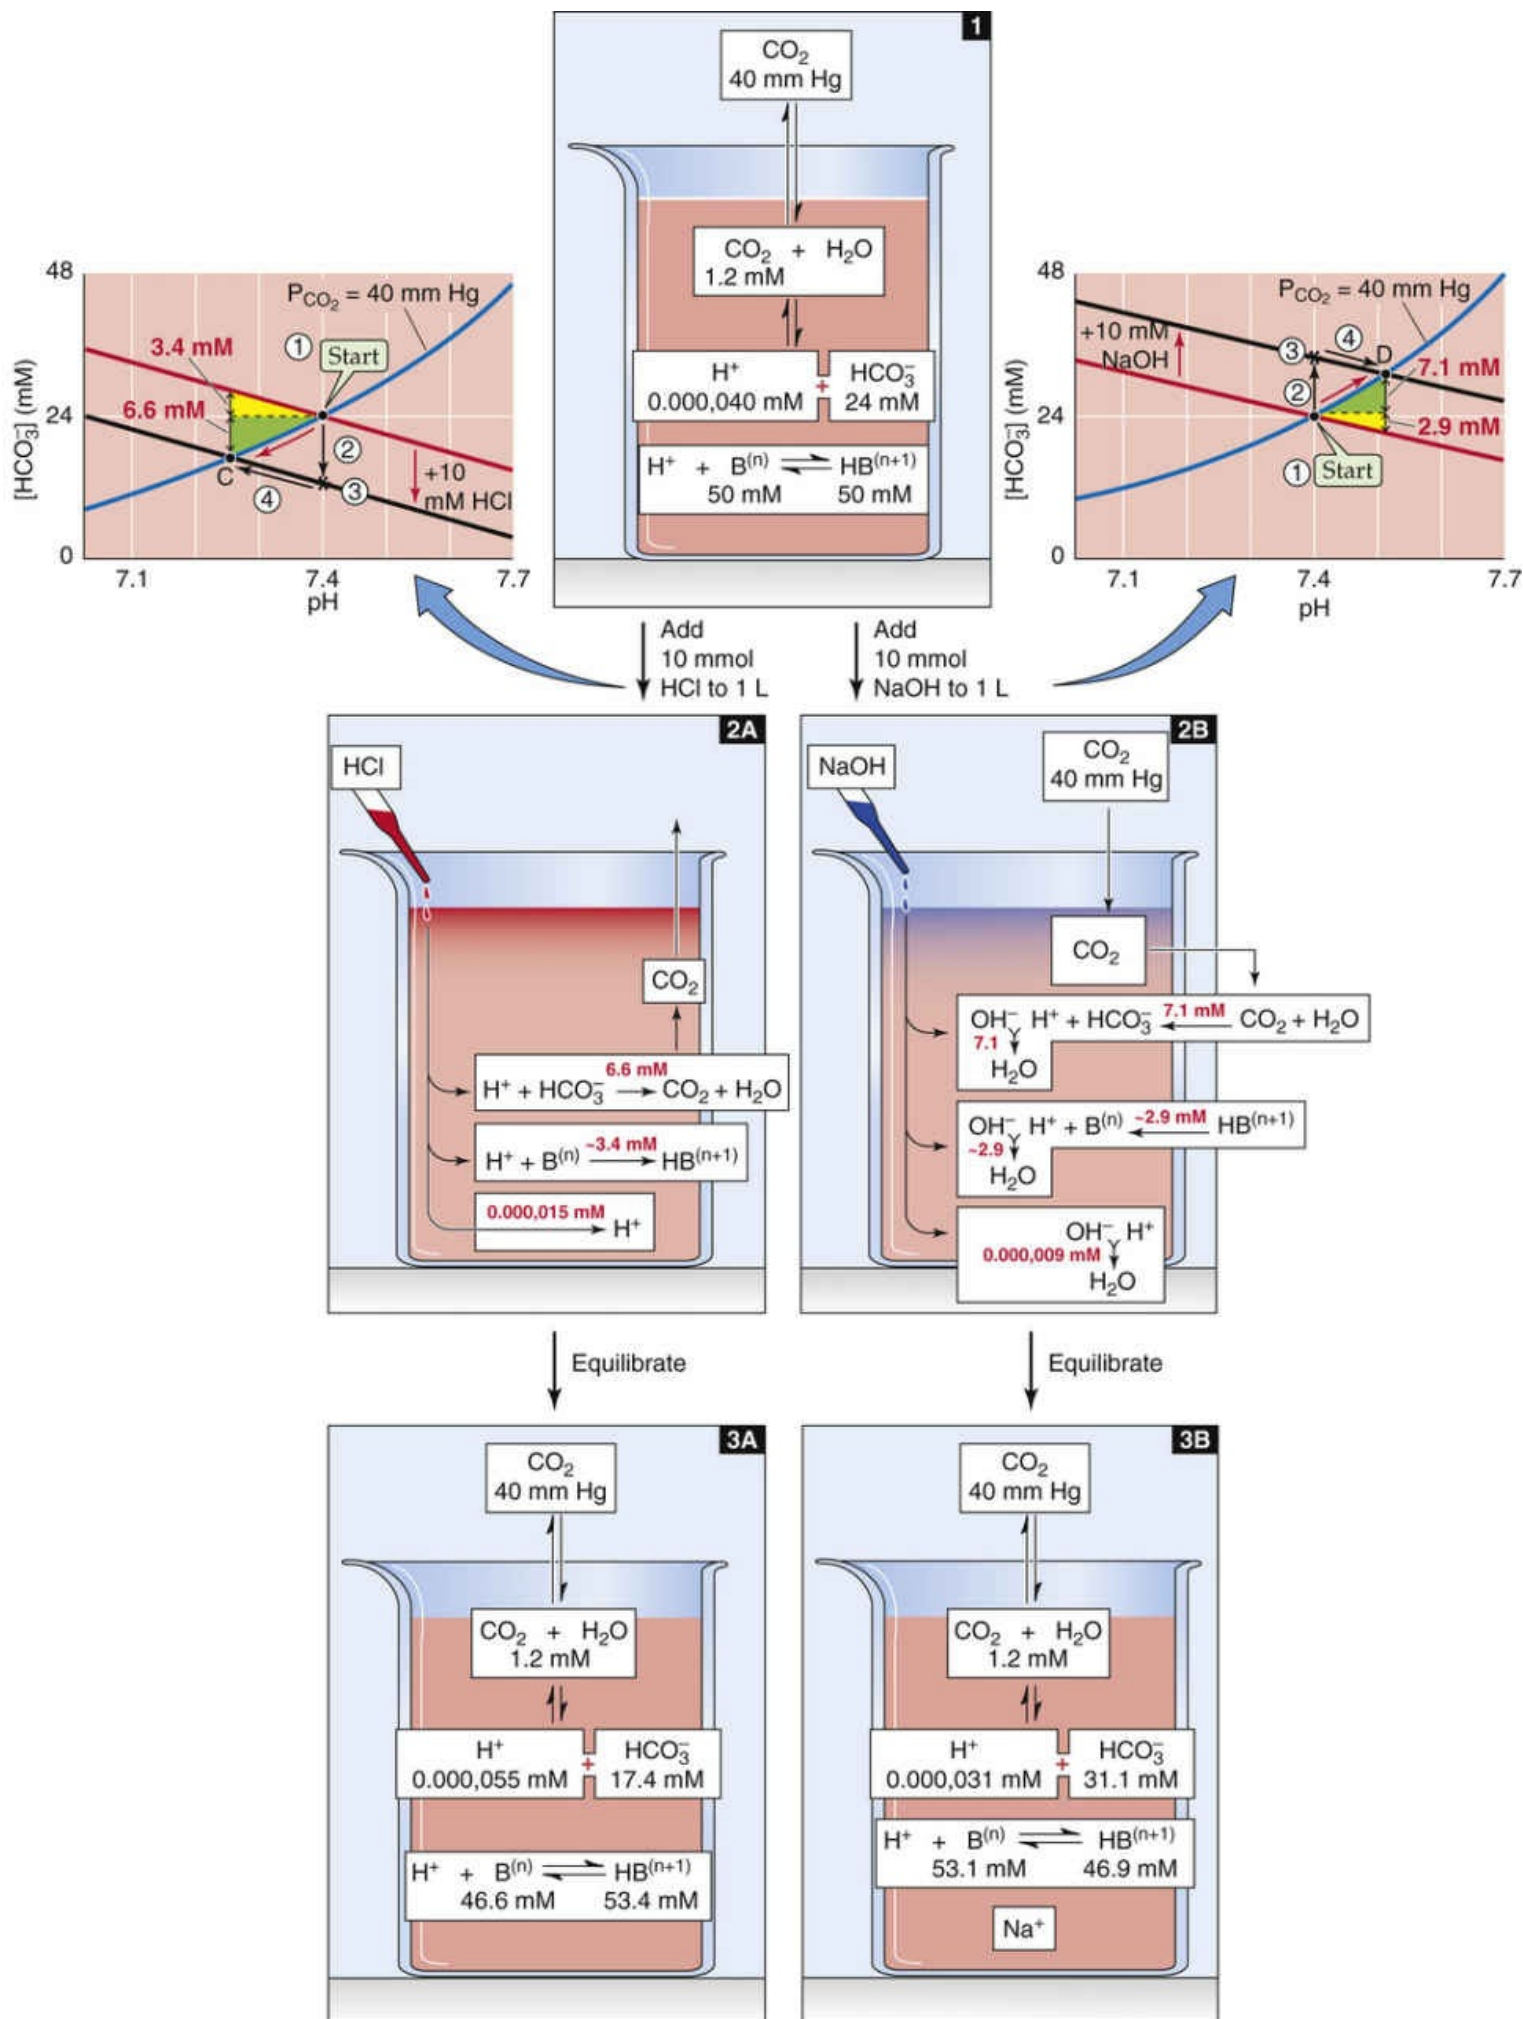 1
CO₂
40 mm Hg
CO₂ + H₂O
1.2 mM
H⁺
0.000,040 mM
+
HCO₃⁻
24 mM
H⁺ + B⁽ⁿ⁾ ⇌ HB⁽ⁿ⁺¹⁾
50 mM 50 mM
48
24
0
[HCO₃⁻] (mM)
P_CO₂ = 40 mm Hg
3.4 mM
6.6 mM
① Start
②
③
④
C
+10
mM HCl
7.1 7.4 7.7
pH
48
24
0
[HCO₃⁻] (mM)
P_CO₂ = 40 mm Hg
+10 mM
NaOH
③ ④ D
②
7.1 mM
2.9 mM
① Start
7.1 7.4 7.7
pH
Add
10 mmol
HCl to 1 L
Add
10 mmol
NaOH to 1 L
2A
HCl
CO₂
6.6 mM
H⁺ + HCO₃⁻ → CO₂ + H₂O
~3.4 mM
H⁺ + B⁽ⁿ⁾ → HB⁽ⁿ⁺¹⁾
0.000,015 mM
H⁺
2B
NaOH
CO₂
40 mm Hg
CO₂
7.1 mM
OH⁻ H⁺ + HCO₃⁻ ← CO₂ + H₂O
7.1
H₂O
~2.9 mM
OH⁻ H⁺ + B⁽ⁿ⁾ ← HB⁽ⁿ⁺¹⁾
~2.9
H₂O
OH⁻ H⁺
0.000,009 mM
H₂O
Equilibrate
Equilibrate
3A
CO₂
40 mm Hg
CO₂ + H₂O
1.2 mM
H⁺
0.000,055 mM
+
HCO₃⁻
17.4 mM
H⁺ + B⁽ⁿ⁾ ⇌ HB⁽ⁿ⁺¹⁾
46.6 mM 53.4 mM
3B
CO₂
40 mm Hg
CO₂ + H₂O
1.2 mM
H⁺
0.000,031 mM
+
HCO₃⁻
31.1 mM
H⁺ + B⁽ⁿ⁾ ⇌ HB⁽ⁿ⁺¹⁾
53.1 mM 46.9 mM
Na⁺